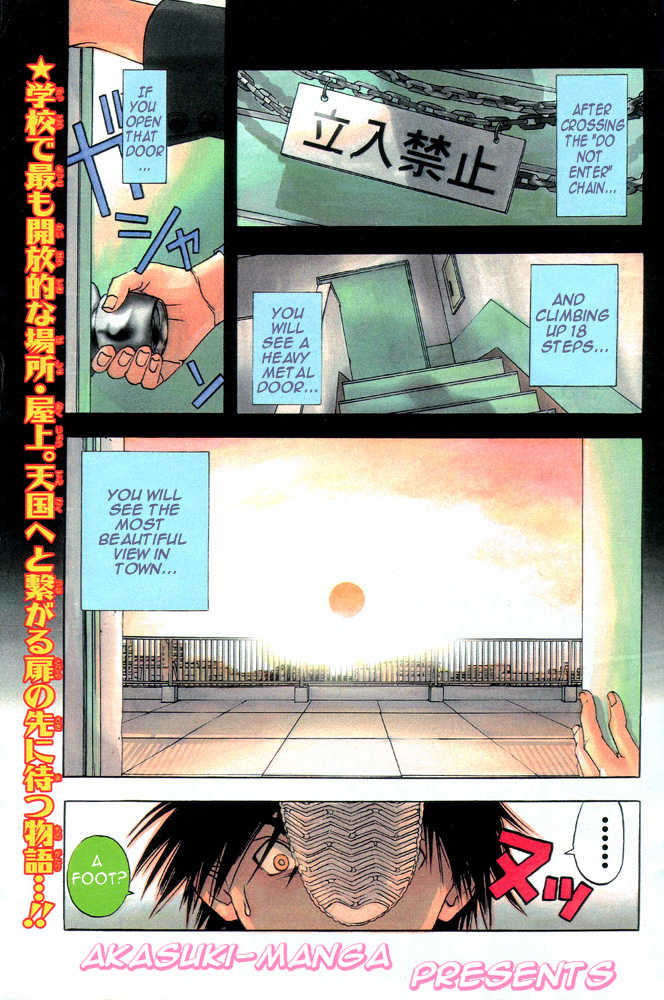 AFTER
CROSSING
THE "DO
NOT
ENTER"
CHAIN...
立入禁止
AND
CLIMBING
UP 18
STEPS...
YOU
WILL
SEE A
HEAVY
METAL
DOOR...
IF
YOU
OPEN
THAT
DOOR...
ガシャッ
YOU WILL
SEE THE
MOST
BEAUTIFUL
VIEW IN
TOWN...
......
ヌッ
A
FOOT?
★学校で最も開放的な場所・屋上。天国へと繋がる扉の先に待つ物語…!!
AKASUKI-MANGA
PRESENTS